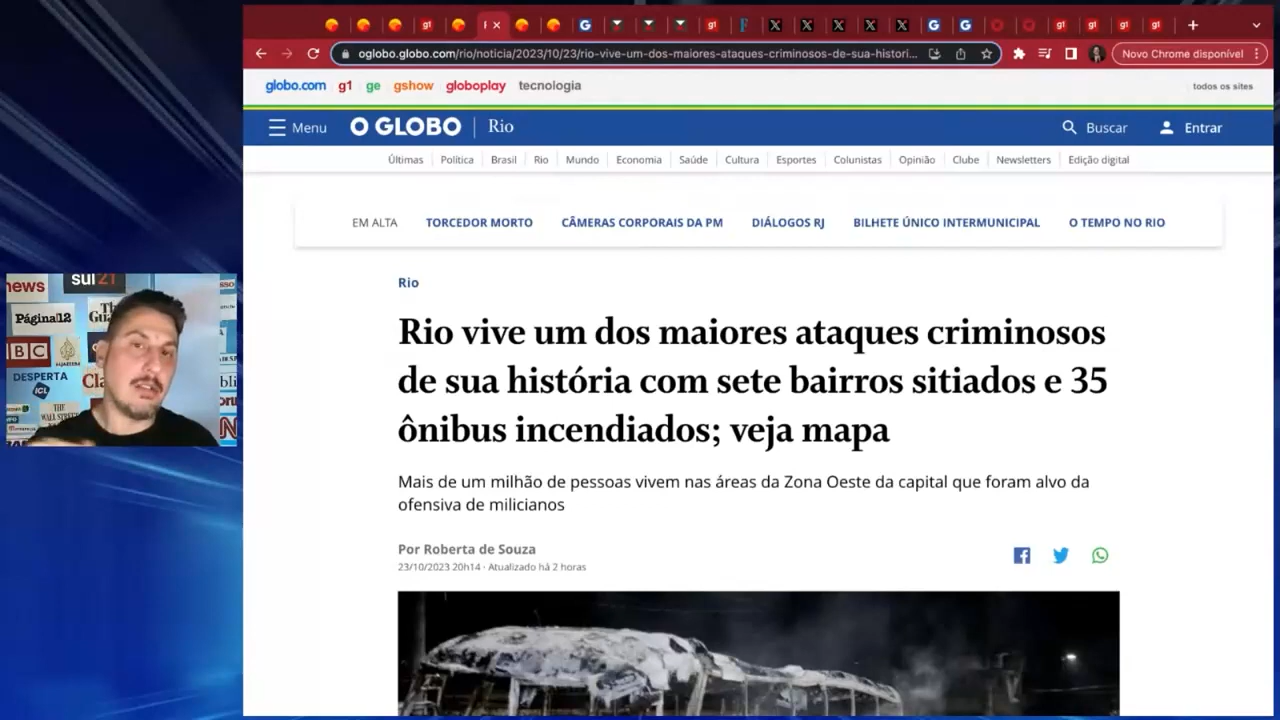 g1
oglobo.globo.com/rio/noticia/2023/10/23/rio-vive-um-dos-maiores-ataques-criminosos-de-sua-histori...
Novo Chrome disponível
globo.com g1 ge gshow globoplay tecnologia
todos os sites
Menu O GLOBO Rio
Buscar Entrar
Últimas Política Brasil Rio Mundo Economia Saúde Cultura Esportes Colunistas Opinião Clube Newsletters Edição digital
EM ALTA TORCEDOR MORTO CÂMERAS CORPORAIS DA PM DIÁLOGOS RJ BILHETE ÚNICO INTERMUNICIPAL O TEMPO NO RIO
Rio
Rio vive um dos maiores ataques criminosos
de sua história com sete bairros sitiados e 35
ônibus incendiados; veja mapa
Mais de um milhão de pessoas vivem nas áreas da Zona Oeste da capital que foram alvo da
ofensiva de milicianos
Por Roberta de Souza
23/10/2023 20h14 · Atualizado há 2 horas
news
sul21
Página12
BBC
DESPERTA
ICL